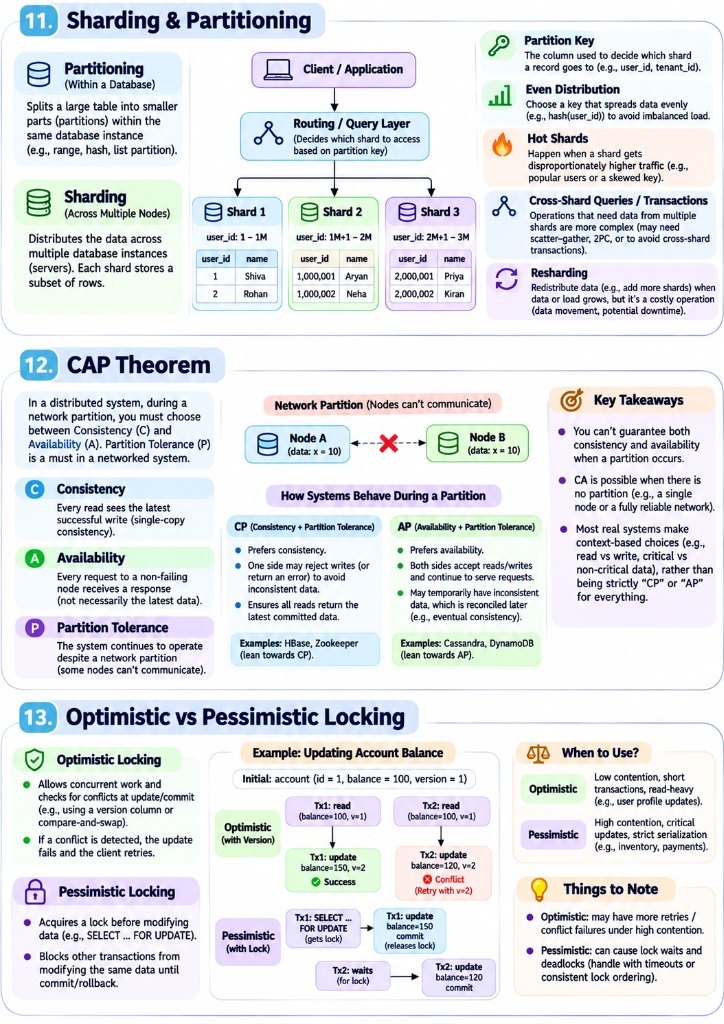 11. Sharding & Partitioning
Partitioning
(Within a Database)
Splits a large table into smaller
parts (partitions) within the
same database instance
(e.g., range, hash, list partition).
Sharding
(Across Multiple Nodes)
Distributes the data across
multiple database instances
(servers). Each shard stores a
subset of rows.
Client / Application
Routing / Query Layer
(Decides which shard to access
based on partition key)
Shard 1
user_id: 1 – 1M
user_id name
1 Shiva
2 Rohan
Shard 2
user_id: 1M+1 – 2M
user_id name
1,000,001 Aryan
1,000,002 Neha
Shard 3
user_id: 2M+1 – 3M
user_id name
2,000,001 Priya
2,000,002 Kiran
Partition Key
The column used to decide which shard
a record goes to (e.g., user_id, tenant_id).
Even Distribution
Choose a key that spreads data evenly
(e.g., hash(user_id)) to avoid imbalanced load.
Hot Shards
Happen when a shard gets
disproportionately higher traffic (e.g.,
popular users or a skewed key).
Cross-Shard Queries / Transactions
Operations that need data from multiple
shards are more complex (may need
scatter–gather, 2PC, or to avoid cross-shard
transactions).
Resharding
Redistribute data (e.g., add more shards) when
data or load grows, but it's a costly operation
(data movement, potential downtime).
12. CAP Theorem
In a distributed system, during a
network partition, you must choose
between Consistency (C) and
Availability (A). Partition Tolerance (P)
is a must in a networked system.
C Consistency
Every read sees the latest
successful write (single-copy
consistency).
A Availability
Every request to a non-failing
node receives a response
(not necessarily the latest data).
P Partition Tolerance
The system continues to operate
despite a network partition
(some nodes can't communicate).
Network Partition (Nodes can't communicate)
Node A
(data: x = 10)
Node B
(data: x = 10)
How Systems Behave During a Partition
CP (Consistency + Partition Tolerance)
• Prefers consistency.
• One side may reject writes (or
return an error) to avoid
inconsistent data.
• Ensures all reads return the
latest committed data.
Examples: HBase, Zookeeper
(lean towards CP).
AP (Availability + Partition Tolerance)
• Prefers availability.
• Both sides accept reads/writes
and continue to serve requests.
• May temporarily have inconsistent
data, which is reconciled later
(e.g., eventual consistency).
Examples: Cassandra, DynamoDB
(lean towards AP).
Key Takeaways
• You can't guarantee both
consistency and availability
when a partition occurs.
• CA is possible when there is
no partition (e.g., a single
node or a fully reliable network).
• Most real systems make
context-based choices (e.g.,
read vs write, critical vs
non-critical data), rather than
being strictly "CP" or "AP"
for everything.
13. Optimistic vs Pessimistic Locking
Optimistic Locking
• Allows concurrent work and
checks for conflicts at update/commit
(e.g., using a version column or
compare-and-swap).
• If a conflict is detected, the update
fails and the client retries.
Pessimistic Locking
• Acquires a lock before modifying
data (e.g., SELECT ... FOR UPDATE).
• Blocks other transactions from
modifying the same data until
commit/rollback.
Example: Updating Account Balance
Initial: account (id = 1, balance = 100, version = 1)
Optimistic
(with Version)
Tx1: read
(balance=100, v=1)
Tx2: read
(balance=100, v=1)
Tx1: update
balance=150, v=2
Success
Tx2: update
balance=120, v=2
Conflict
(Retry with v=2)
Pessimistic
(with Lock)
Tx1: SELECT ...
FOR UPDATE
(gets lock)
Tx1: update
balance=150
commit
(releases lock)
Tx2: waits
(for lock)
Tx2: update
balance=120
commit
When to Use?
Optimistic
Low contention, short
transactions, read-heavy
(e.g., user profile updates).
Pessimistic
High contention, critical
updates, strict serialization
(e.g., inventory, payments).
Things to Note
• Optimistic: may have more retries /
conflict failures under high contention.
• Pessimistic: can cause lock waits and
deadlocks (handle with timeouts or
consistent lock ordering).